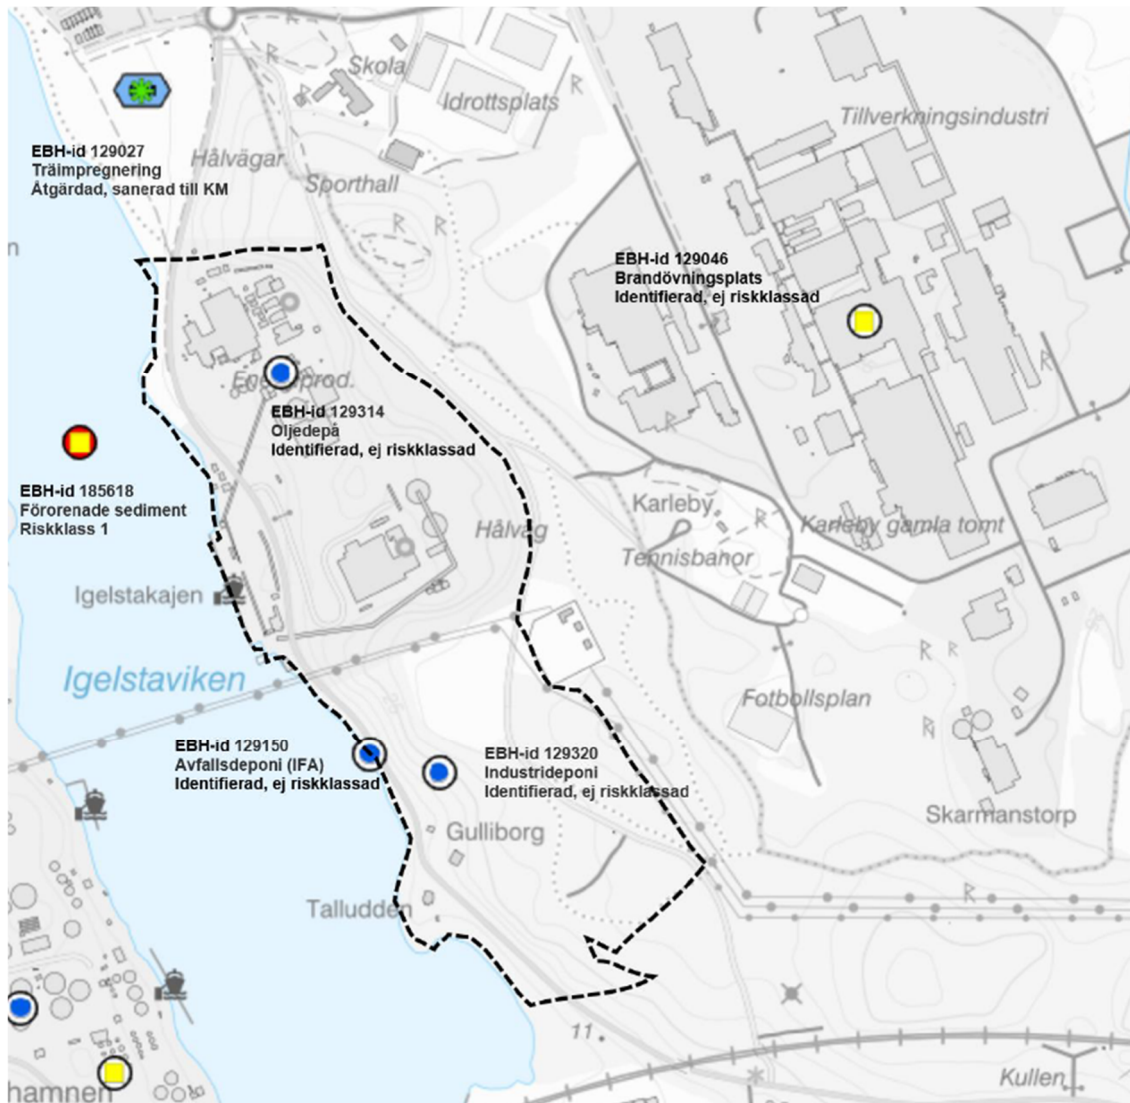 Skola
Idrottsplats
Tillverkningsindustri
EBH-id 129027
Träimpregnering
Åtgärdad, sanerad till KM
Hålvägar
Sporthall
R
R
R
R
n
EBH-id 129046
Brandövningsplats
Identifierad, ej riskklassad
R
R
EBH-id 129314
Oljedepå
Identifierad, ej riskklassad
EBH-id 185618
Förorenade sediment
Riskklass 1
Hålväg
Karleby
R
Karleby gamla tomt
Tennisbanor
Igelstakajen
R
R
Igelstaviken
Fotbollsplan
EBH-id 129150
Avfallsdeponi (IFA)
Identifierad, ej riskklassad
EBH-id 129320
Industrideponi
Identifierad, ej riskklassad
Gulliborg
Skarmanstorp
Talludden
R
11
Kullen
hamnen